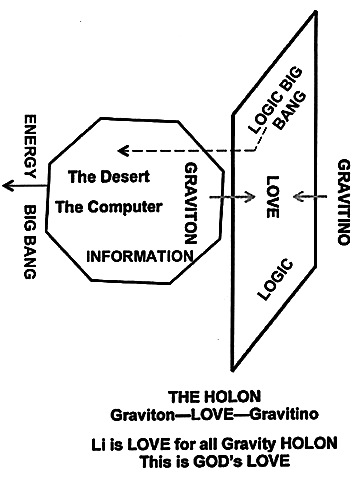 LOGIC BIG
BANG
ENERGY
BIG BANG
The Desert
The Computer
INFORMATION
GRAVITON
LOVE
GRAVITINO
LOGIC
THE HOLON
Graviton—LOVE—Gravitino
Li is LOVE for all Gravity HOLON
This is GOD's LOVE